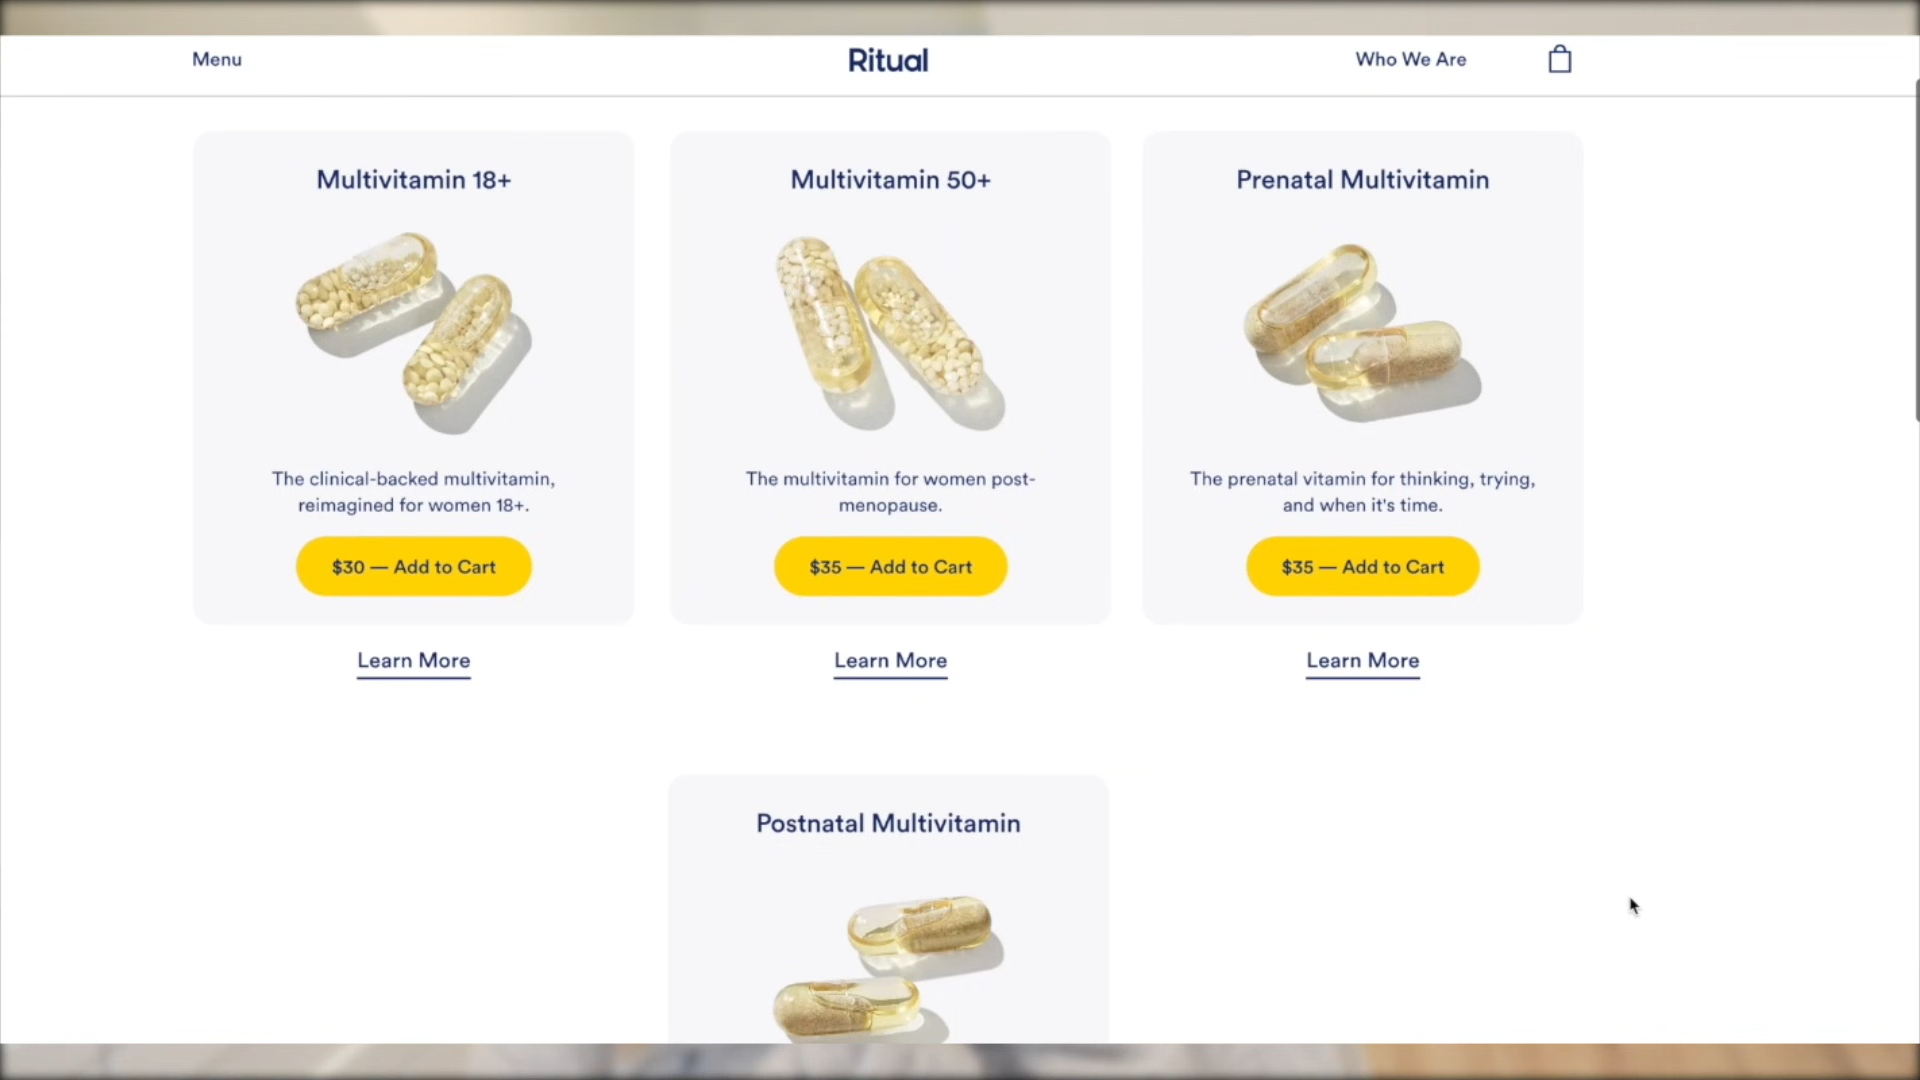 Menu
Ritual
Who We Are
Multivitamin 18+
The clinical-backed multivitamin,
reimagined for women 18+.
$30 — Add to Cart
Learn More
Multivitamin 50+
The multivitamin for women post-
menopause.
$35 — Add to Cart
Learn More
Prenatal Multivitamin
The prenatal vitamin for thinking, trying,
and when it's time.
$35 — Add to Cart
Learn More
Postnatal Multivitamin